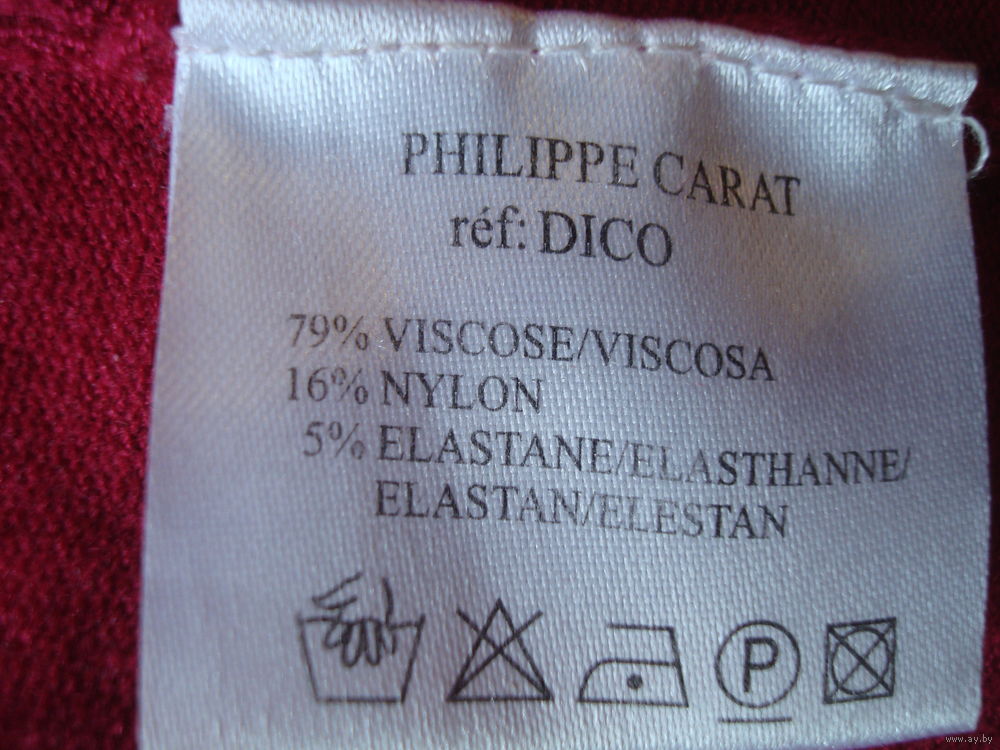 PHILIPPE CARAT
réf: DICO
79% VISCOSE/VISCOSA
16% NYLON
5% ELASTANE/ELASTHANNE/
ELASTAN/ELESTAN
P
www.ay.by